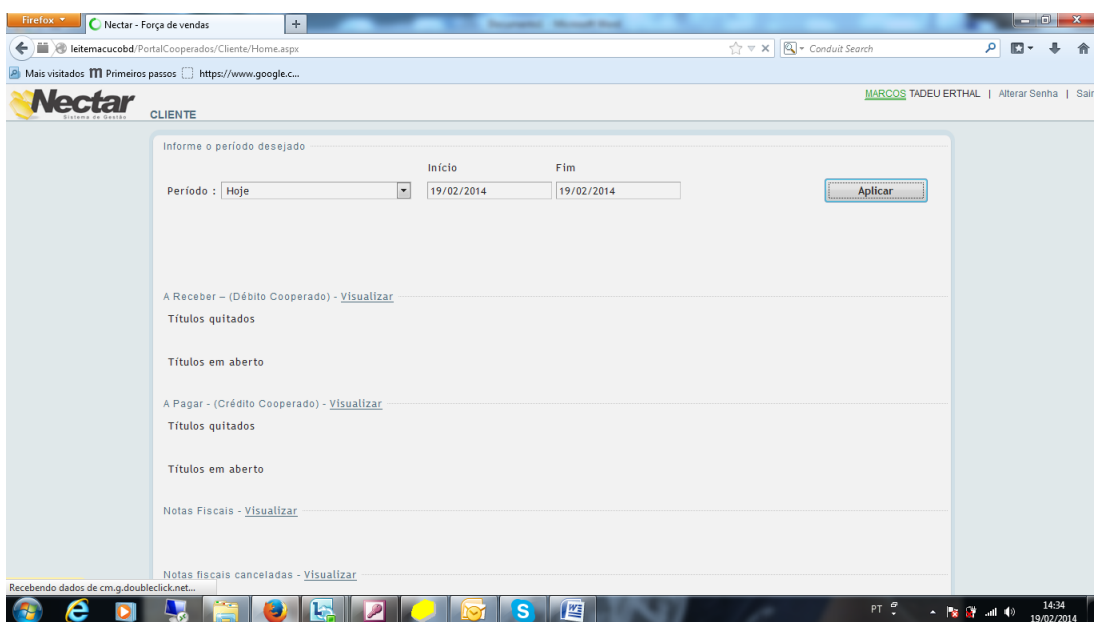 Firefox
Nectar - Força de vendas
leitemacucobd/PortalCooperados/Cliente/Home.aspx
Conduit Search
Mais visitados
Primeiros passos
https://www.google.c...
Nectar
Sistema de Gestão
CLIENTE
MARCOS TADEU ERTHAL | Alterar Senha | Sair
Informe o período desejado
Início Fim
Período : Hoje 19/02/2014 19/02/2014 Aplicar
A Receber – (Débito Cooperado) - Visualizar
Títulos quitados
Títulos em aberto
A Pagar - (Crédito Cooperado) - Visualizar
Títulos quitados
Títulos em aberto
Notas Fiscais - Visualizar
Notas fiscais canceladas - Visualizar
Recebendo dados de cm.g.doubleclick.net...
PT
14:34
19/02/2014